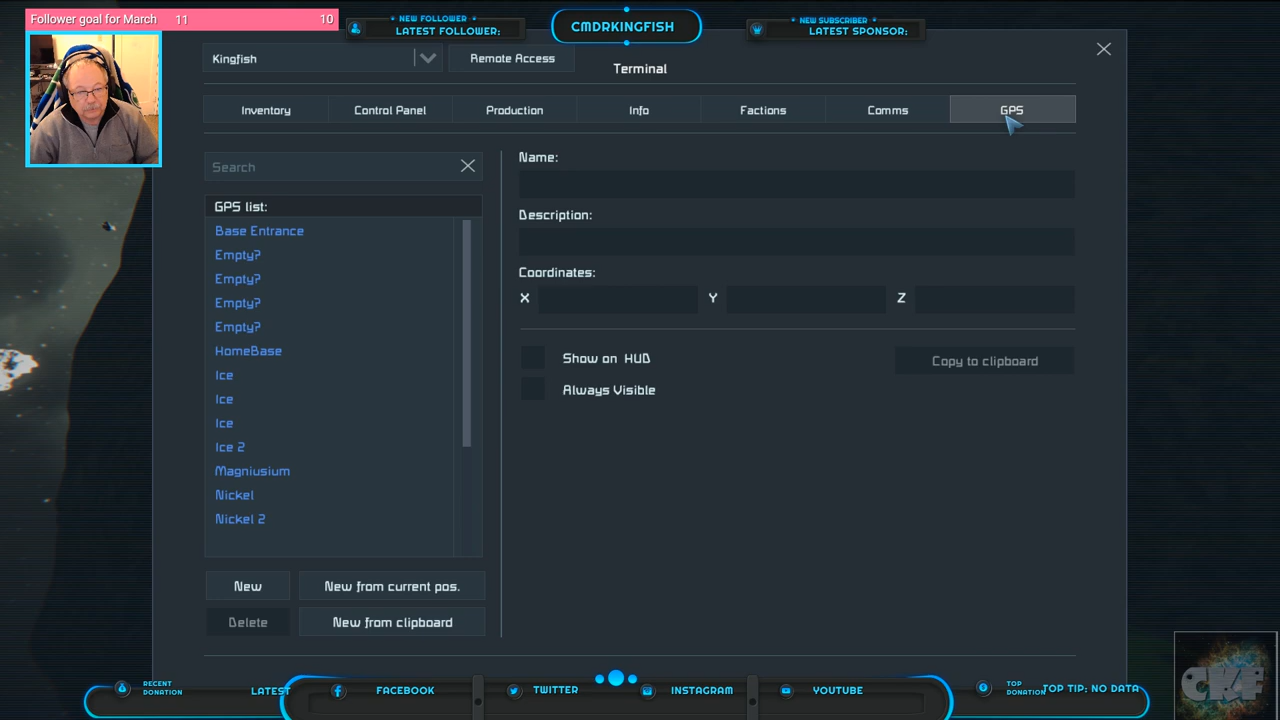 Follower goal for March 11 10
NEW FOLLOWER
LATEST FOLLOWER:
CMDRKINGFISH
NEW SUBSCRIBER
LATEST SPONSOR:
Kingfish
Remote Access
Terminal
Inventory
Control Panel
Production
Info
Factions
Comms
GPS
Search
GPS list:
Base Entrance
Empty?
Empty?
Empty?
Empty?
HomeBase
Ice
Ice
Ice
Ice 2
Magniusium
Nickel
Nickel 2
New
New from current pos.
Delete
New from clipboard
Name:
Description:
Coordinates:
X
Y
Z
Show on HUD
Copy to clipboard
Always Visible
RECENT
DONATION
LATEST
FACEBOOK
TWITTER
INSTAGRAM
YOUTUBE
TOP
DONATION
TOP TIP: NO DATA
CKF